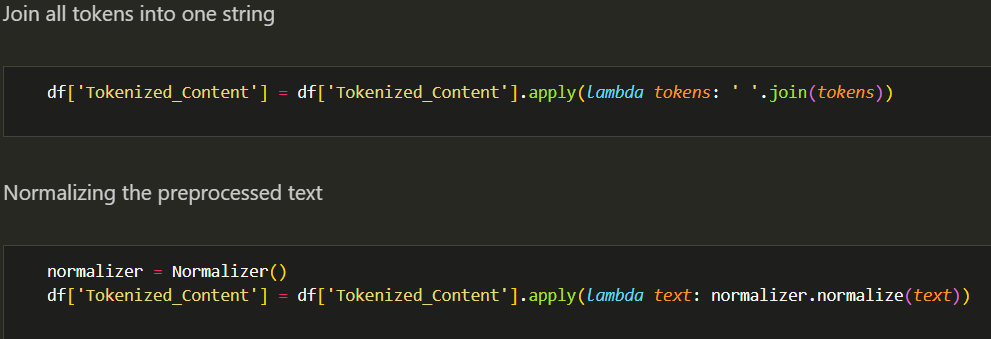 Join all tokens into one string
df['Tokenized_Content'] = df['Tokenized_Content'].apply(lambda tokens: ' '.join(tokens))
Normalizing the preprocessed text
normalizer = Normalizer()
df['Tokenized_Content'] = df['Tokenized_Content'].apply(lambda text: normalizer.normalize(text))